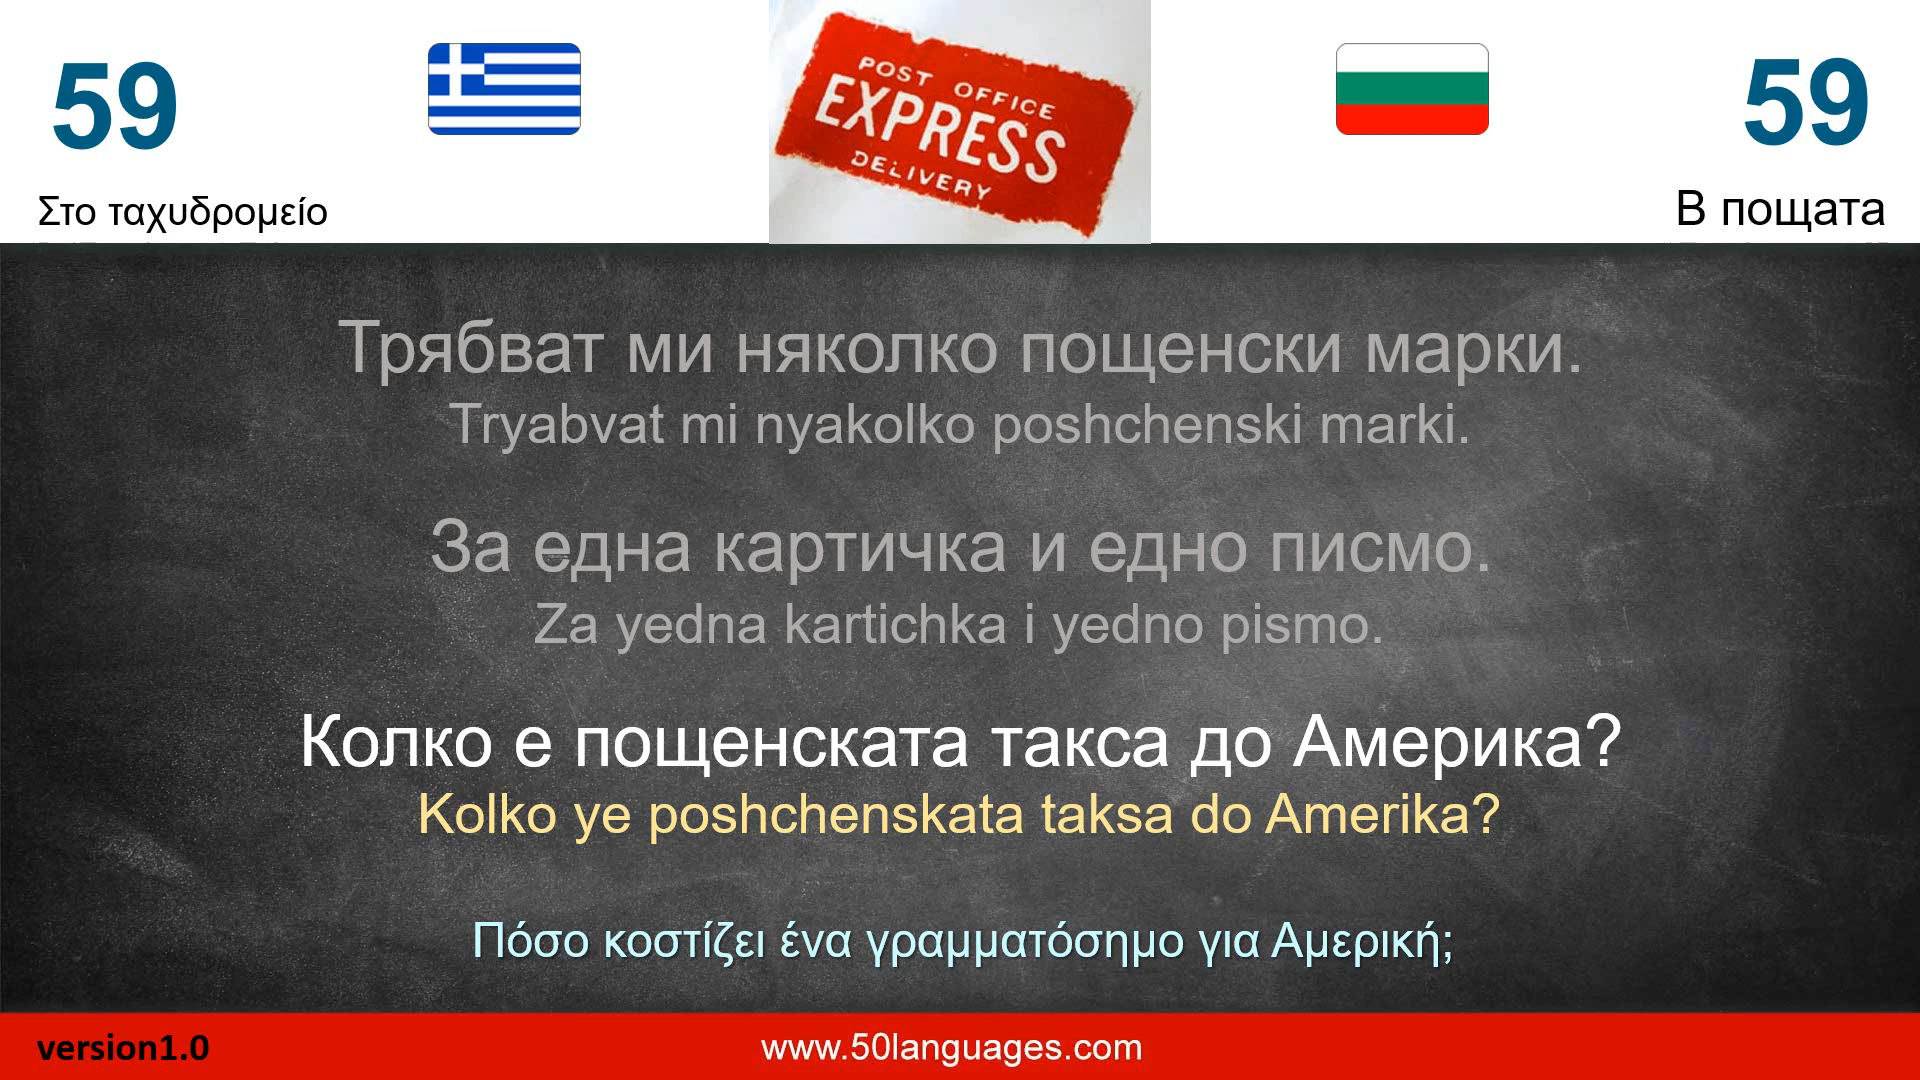 59
59
POST OFFICE
EXPRESS
DELIVERY
Στο ταχυδρομείο
В пощата
Трябват ми няколко пощенски марки.
Tryabvat mi nyakolko poshchenski marki.
За една картичка и едно писмо.
Za yedna kartichka i yedno pismo.
Колко е пощенската такса до Америка?
Kolko ye poshchenskata taksa do Amerika?
Πόσο κοστίζει ένα γραμματόσημο για Αμερική;
version1.0
www.50languages.com